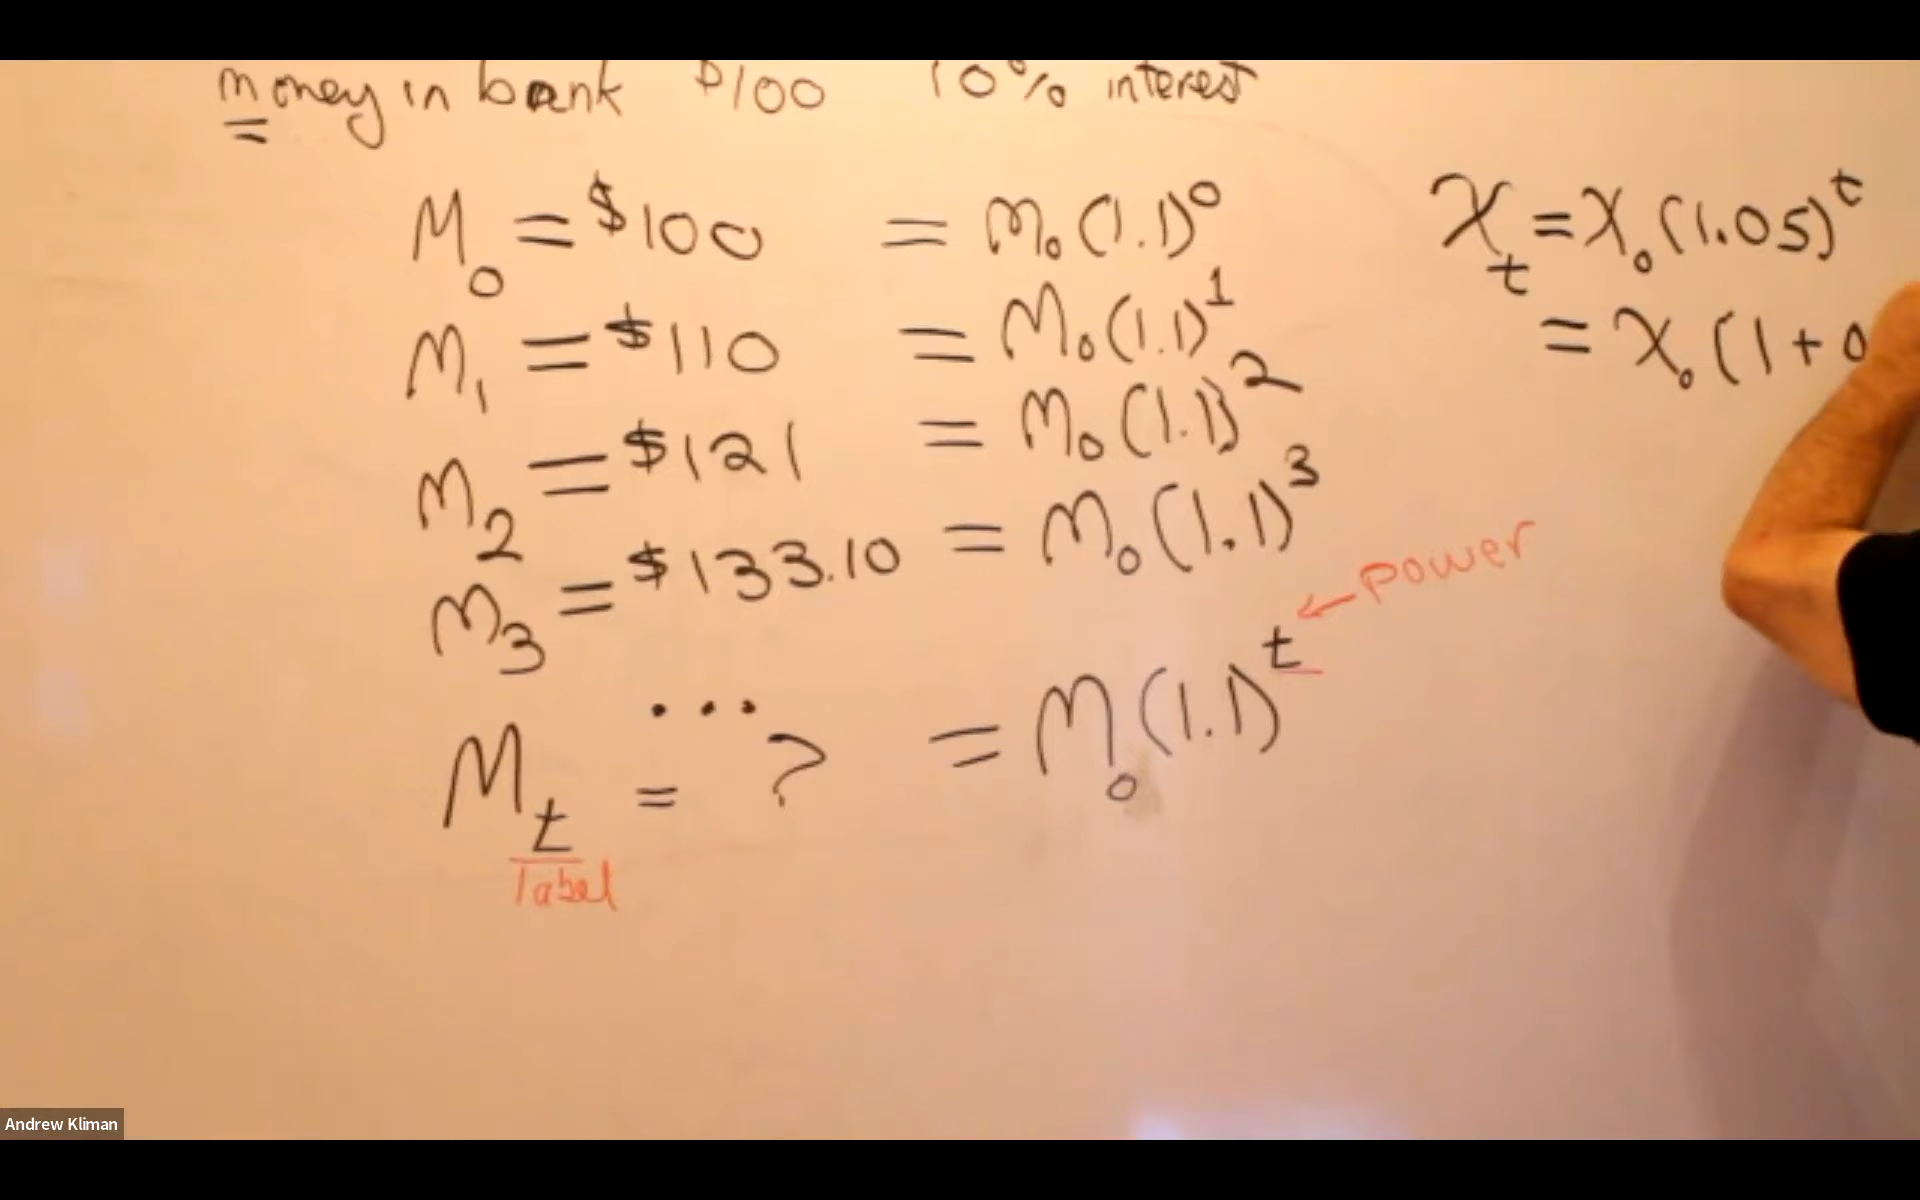 money in bank $100 10% interest
M₀ = $100 = M₀(1.1)⁰
M₁ = $110 = M₀(1.1)¹
M₂ = $121 = M₀(1.1)²
M₃ = $133.10 = M₀(1.1)³
power
...
Mₜ = ? = M₀(1.1)ᵗ
label
Xₜ = X₀(1.05)ᵗ
= X₀(1+0
Andrew Kliman